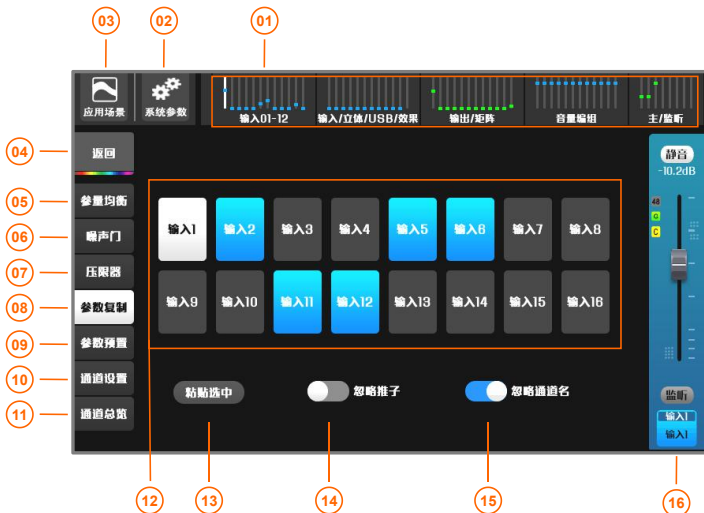 03
02
01
应用场景
系统参数
输入01-12
输入/立体/USB/效果
输出/矩阵
音量编组
主/监听
04
返回
静音
-10.2dB
05
参量均衡
48
G
C
06
噪声门
输入1
输入2
输入3
输入4
输入5
输入6
输入7
输入8
07
压限器
08
参数复制
输入9
输入10
输入11
输入12
输入13
输入14
输入15
输入16
09
参数预置
10
通道设置
粘贴选中
忽略推子
忽略通道名
监听
11
通道总览
输入1
输入1
12
13
14
15
16